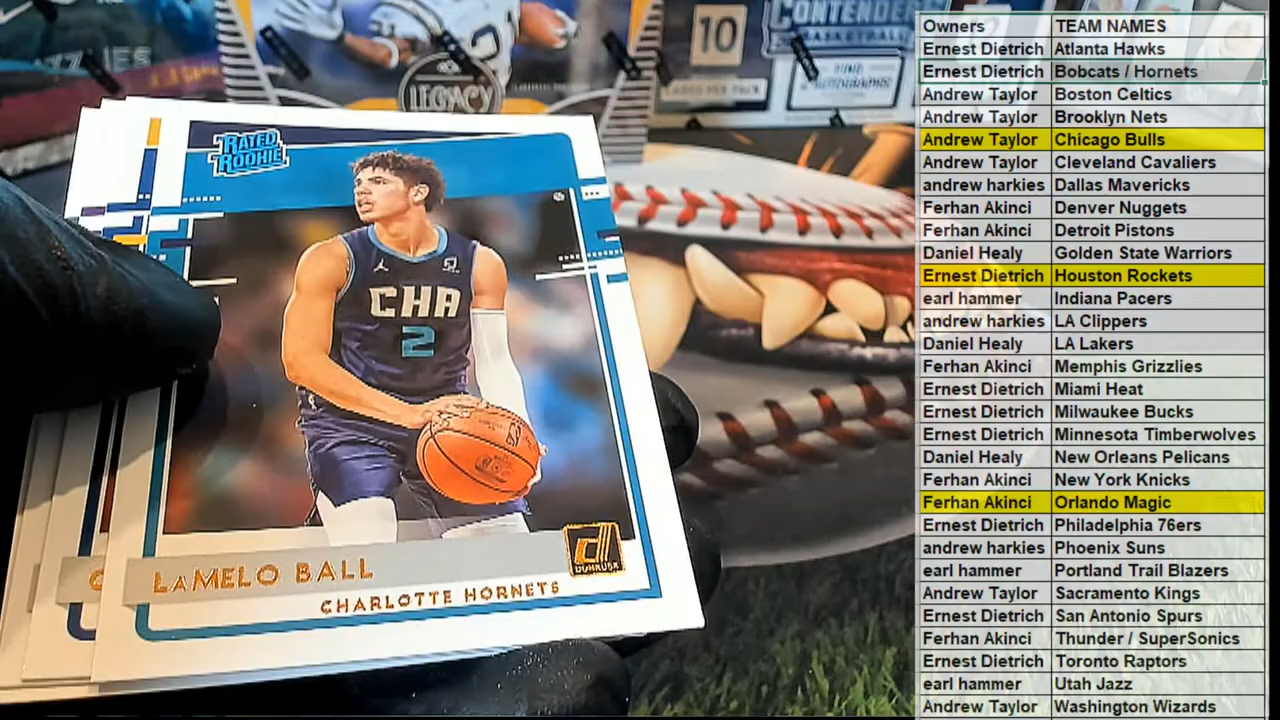 LEGACY
10
CARDS PER PACK
CONTENDERS
BASKETBALL
AUTOGRAPHS
RATED
ROOKIE
CHA
2
LAMELO BALL
CHARLOTTE HORNETS
d
DONRUSS
Owners TEAM NAMES
Ernest Dietrich Atlanta Hawks
Ernest Dietrich Bobcats / Hornets
Andrew Taylor Boston Celtics
Andrew Taylor Brooklyn Nets
Andrew Taylor Chicago Bulls
Andrew Taylor Cleveland Cavaliers
andrew harkies Dallas Mavericks
Ferhan Akinci Denver Nuggets
Ferhan Akinci Detroit Pistons
Daniel Healy Golden State Warriors
Ernest Dietrich Houston Rockets
earl hammer Indiana Pacers
andrew harkies LA Clippers
Daniel Healy LA Lakers
Ferhan Akinci Memphis Grizzlies
Ernest Dietrich Miami Heat
Ernest Dietrich Milwaukee Bucks
Ernest Dietrich Minnesota Timberwolves
Daniel Healy New Orleans Pelicans
Ferhan Akinci New York Knicks
Ferhan Akinci Orlando Magic
Ernest Dietrich Philadelphia 76ers
andrew harkies Phoenix Suns
earl hammer Portland Trail Blazers
Andrew Taylor Sacramento Kings
Ernest Dietrich San Antonio Spurs
Ferhan Akinci Thunder / SuperSonics
Ernest Dietrich Toronto Raptors
earl hammer Utah Jazz
Andrew Taylor Washington Wizards